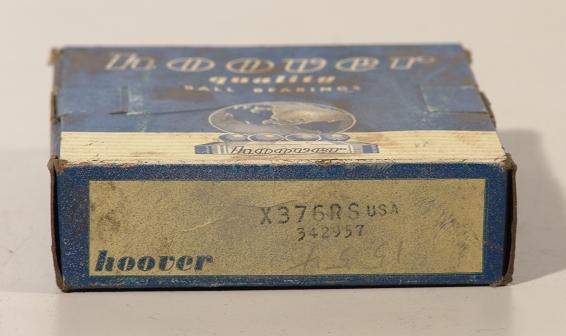 hoover
quality
BALL BEARINGS
hoover
X376RS USA
342957
hoover